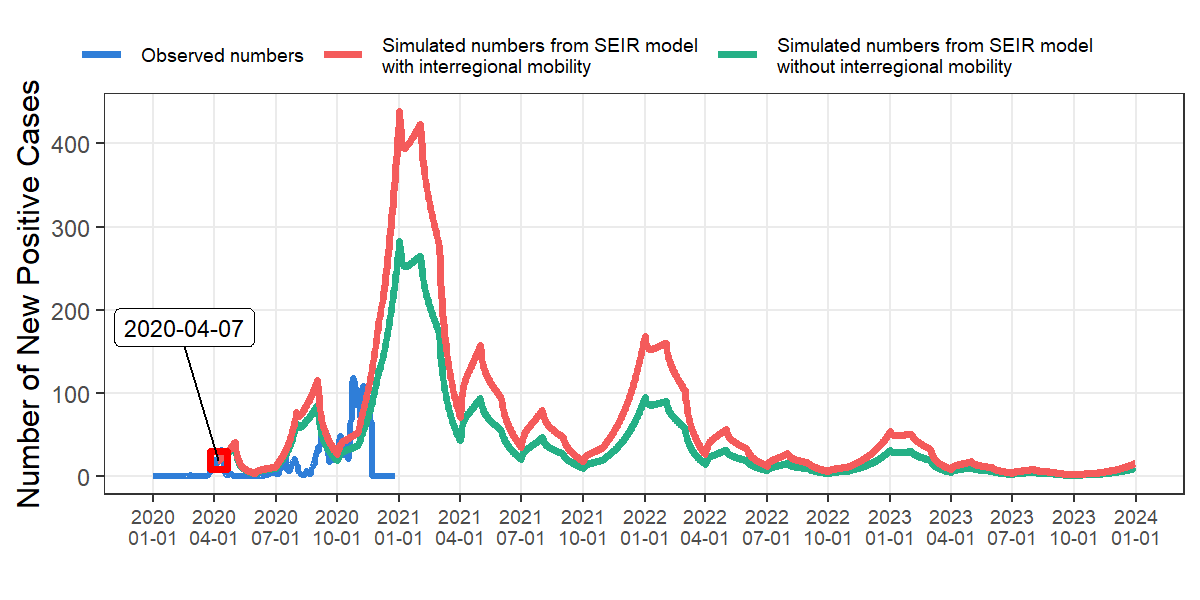 Observed numbers
Simulated numbers from SEIR model
with interregional mobility
Simulated numbers from SEIR model
without interregional mobility
Number of New Positive Cases
400
300
200
100
0
2020-04-07
2020 2020 2020 2020 2021 2021 2021 2021 2022 2022 2022 2022 2023 2023 2023 2023 2024
01-01 04-01 07-01 10-01 01-01 04-01 07-01 10-01 01-01 04-01 07-01 10-01 01-01 04-01 07-01 10-01 01-01